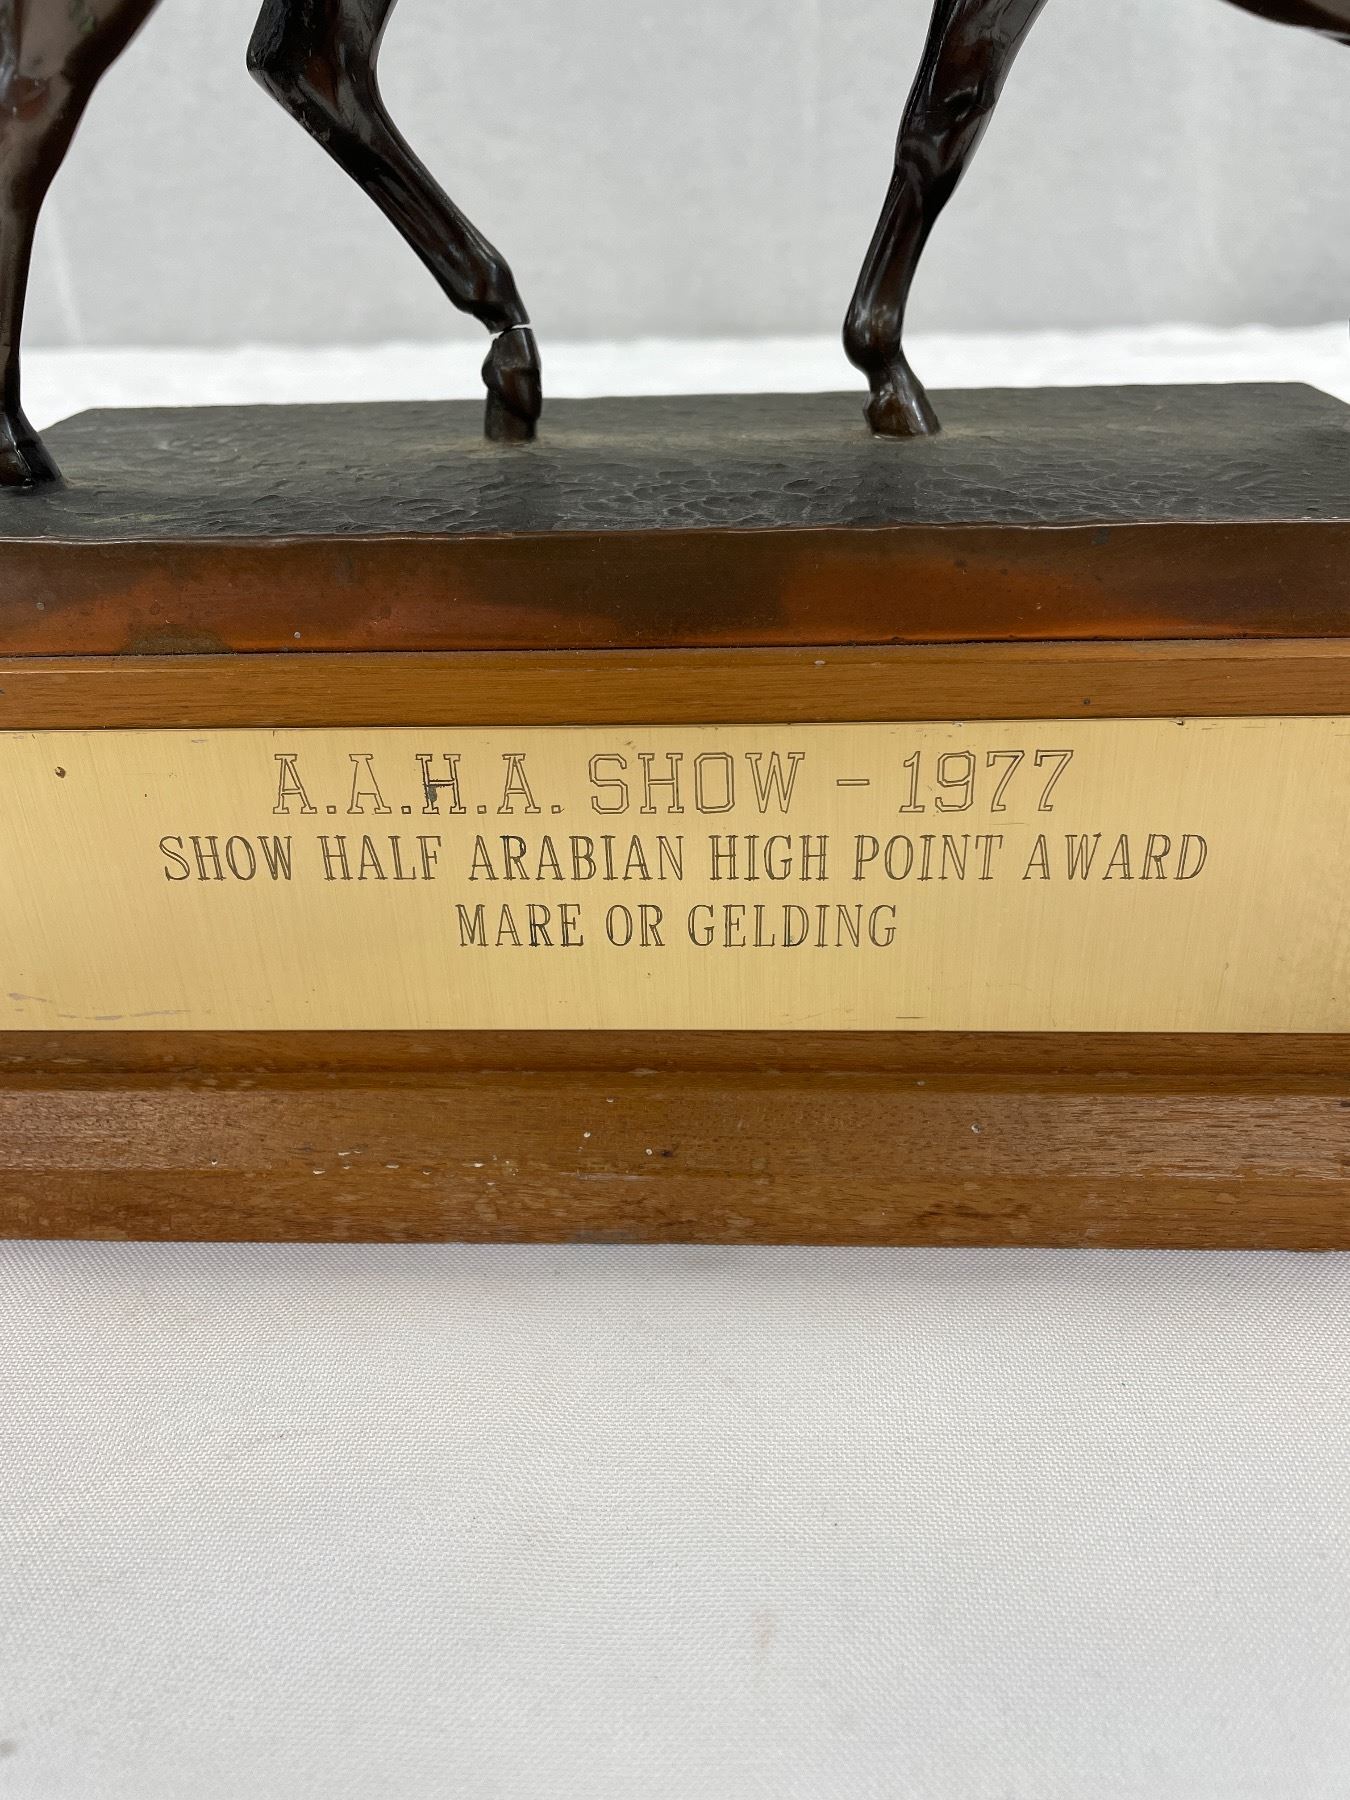 A.A.H.A. SHOW - 1977
SHOW HALF ARABIAN HIGH POINT AWARD
MARE OR GELDING